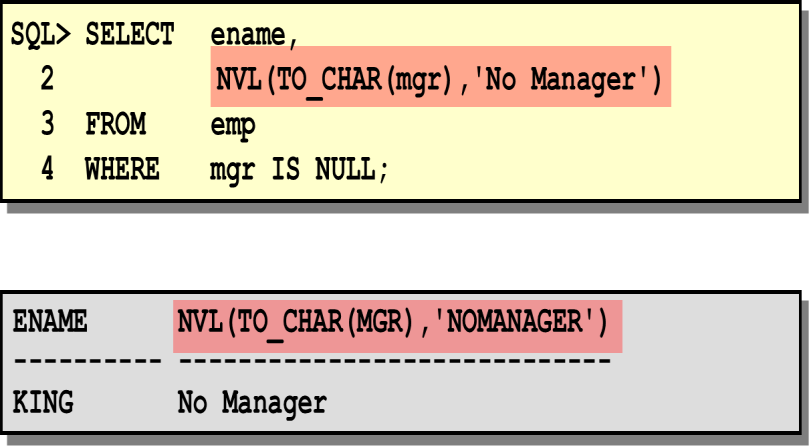 SQL> SELECT ename,
2 NVL(TO_CHAR(mgr),'No Manager')
3 FROM emp
4 WHERE mgr IS NULL;
ENAME NVL(TO_CHAR(MGR),'NOMANAGER')
---------- -----------------------------
KING No Manager